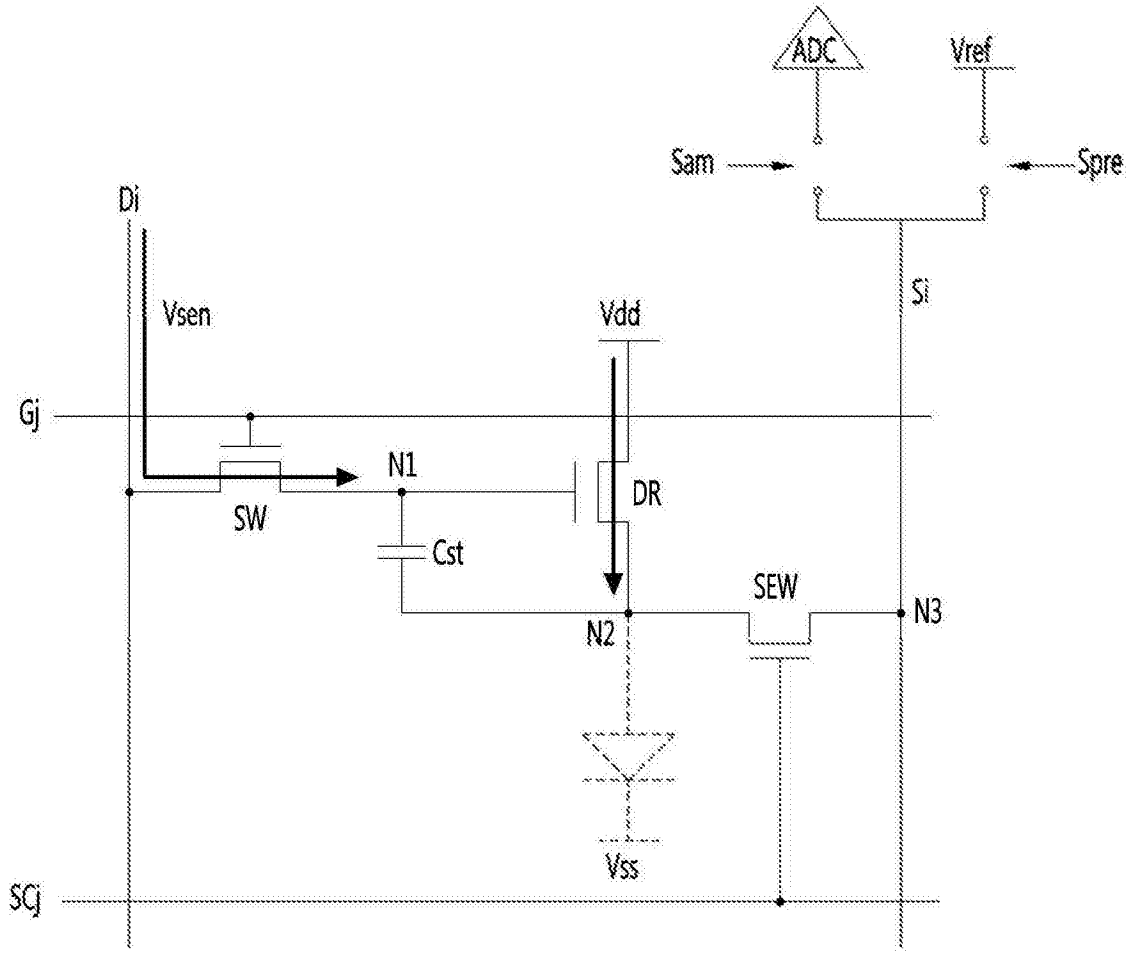 ADC
Vref
Sam
Spre
Di
Si
Vsen
Vdd
Gj
N1
DR
SW
Cst
SEW
N3
N2
Vss
SCj